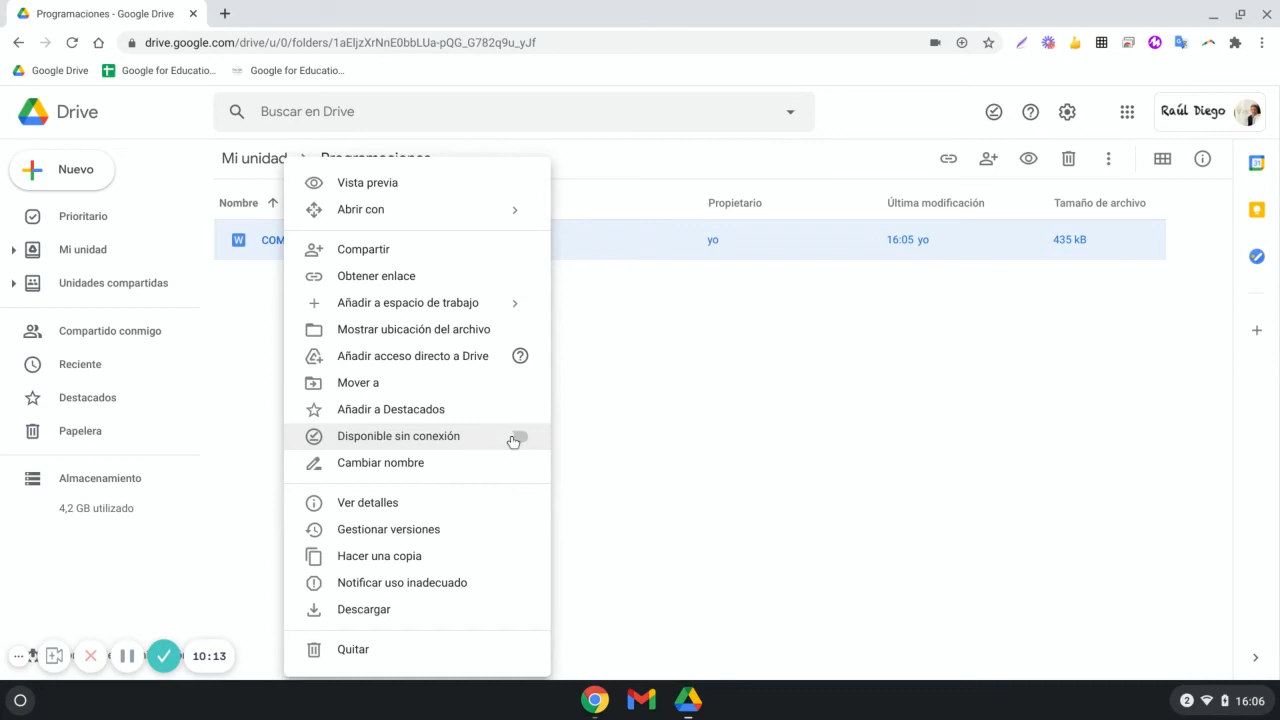 Programaciones - Google Drive
drive.google.com/drive/u/0/folders/1aEljzXrNnE0bbLUa-pQG_G782q9u_yJf
Google Drive
Google for Educatio...
Google for Educatio...
Drive
Buscar en Drive
Raúl Diego
Nuevo
Mi unidad
Programaciones
Nombre
Propietario
Última modificación
Tamaño de archivo
W
COM
yo
16:05 yo
435 kB
Prioritario
Mi unidad
Unidades compartidas
Compartido conmigo
Reciente
Destacados
Papelera
Almacenamiento
4,2 GB utilizado
Vista previa
Abrir con
Compartir
Obtener enlace
Añadir a espacio de trabajo
Mostrar ubicación del archivo
Añadir acceso directo a Drive
Mover a
Añadir a Destacados
Disponible sin conexión
Cambiar nombre
Ver detalles
Gestionar versiones
Hacer una copia
Notificar uso inadecuado
Descargar
Quitar
31
10:13
2
16:06